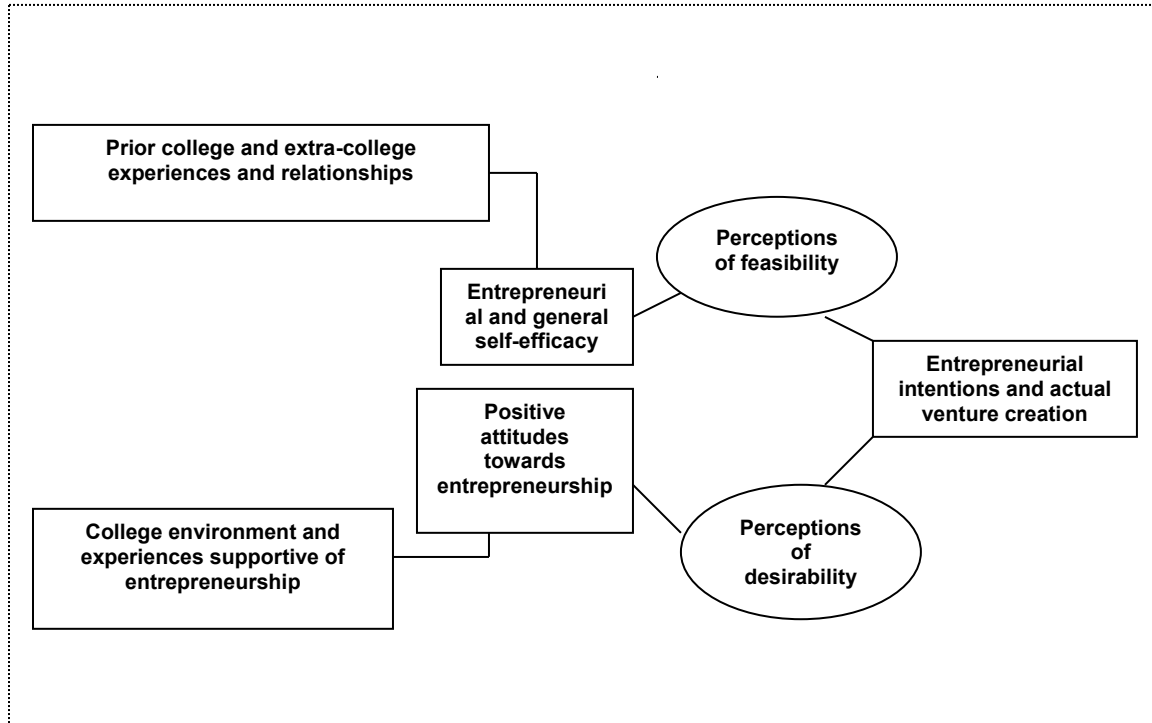 Prior college and extra-college
experiences and relationships
Perceptions
of feasibility
Entrepreneuri
al and general
self-efficacy
Entrepreneurial
intentions and actual
venture creation
Positive
attitudes
towards
entrepreneurship
College environment and
experiences supportive of
entrepreneurship
Perceptions
of
desirability